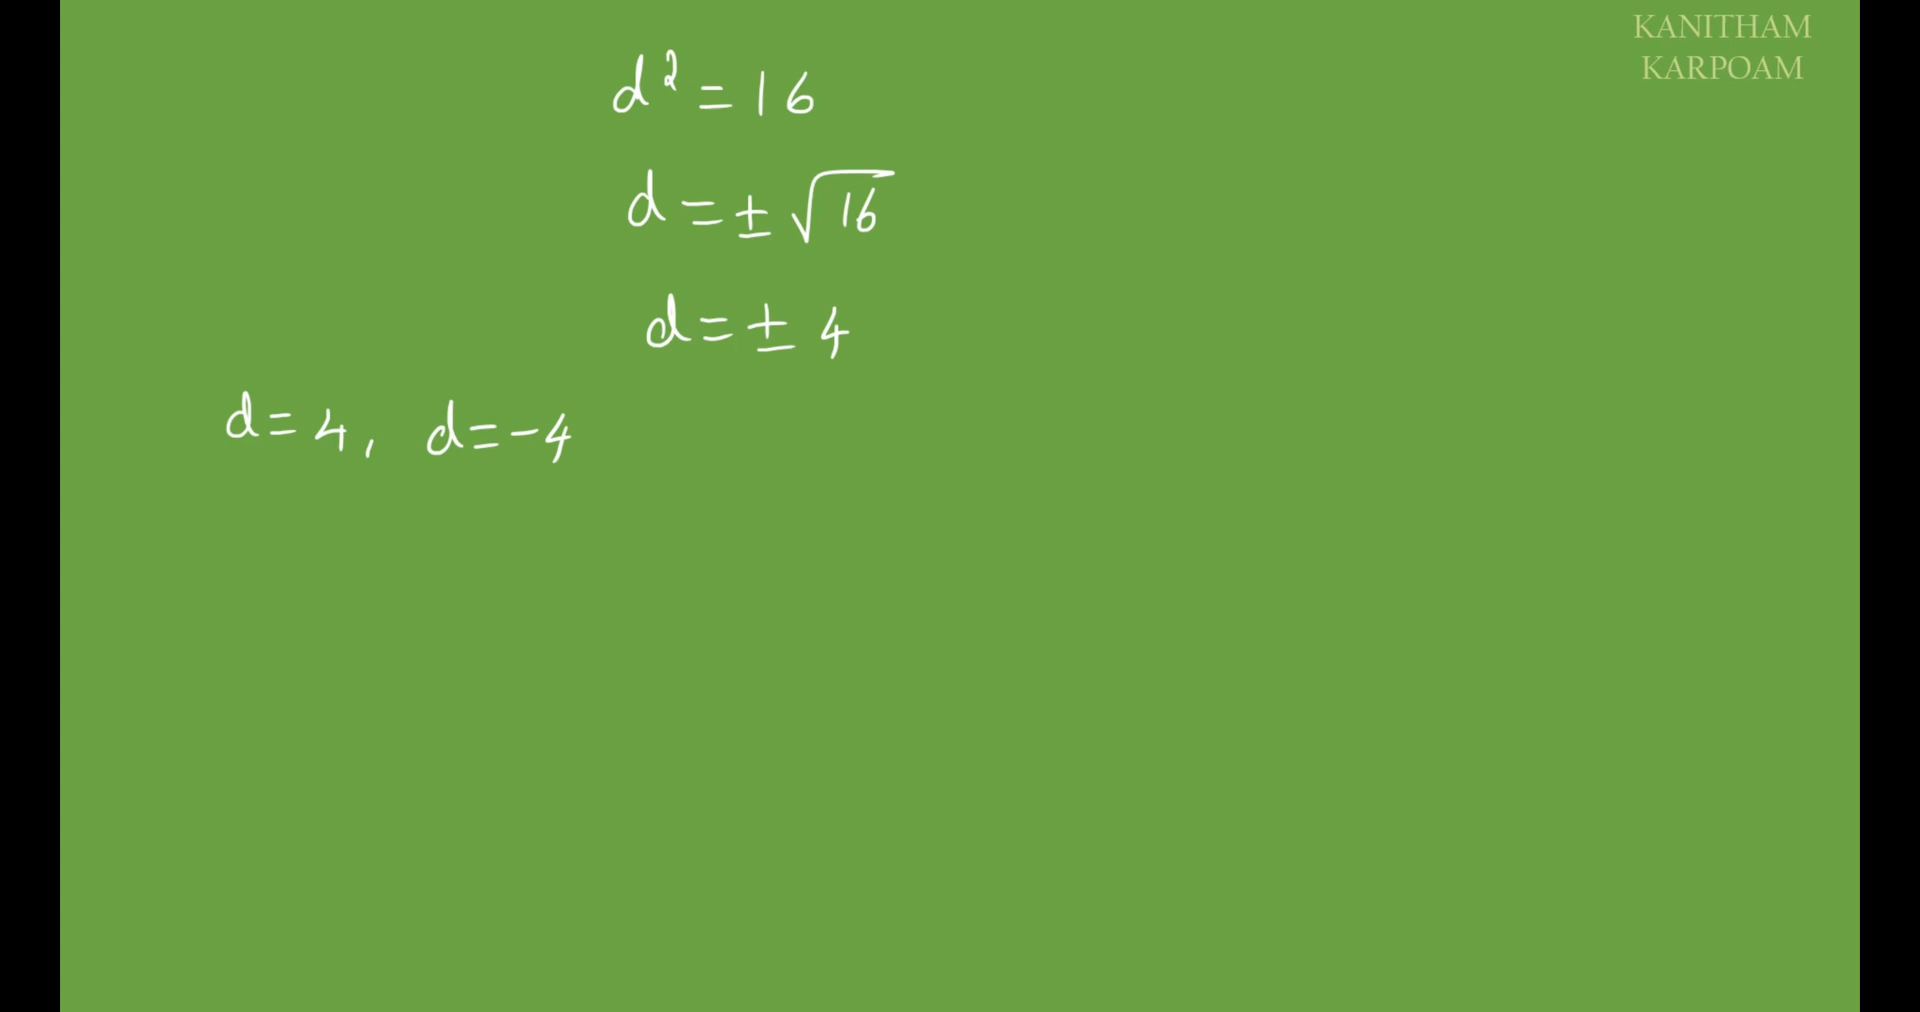 KANITHAM
KARPOAM
d² = 16
d = ± √16
d = ± 4
d = 4, d = -4